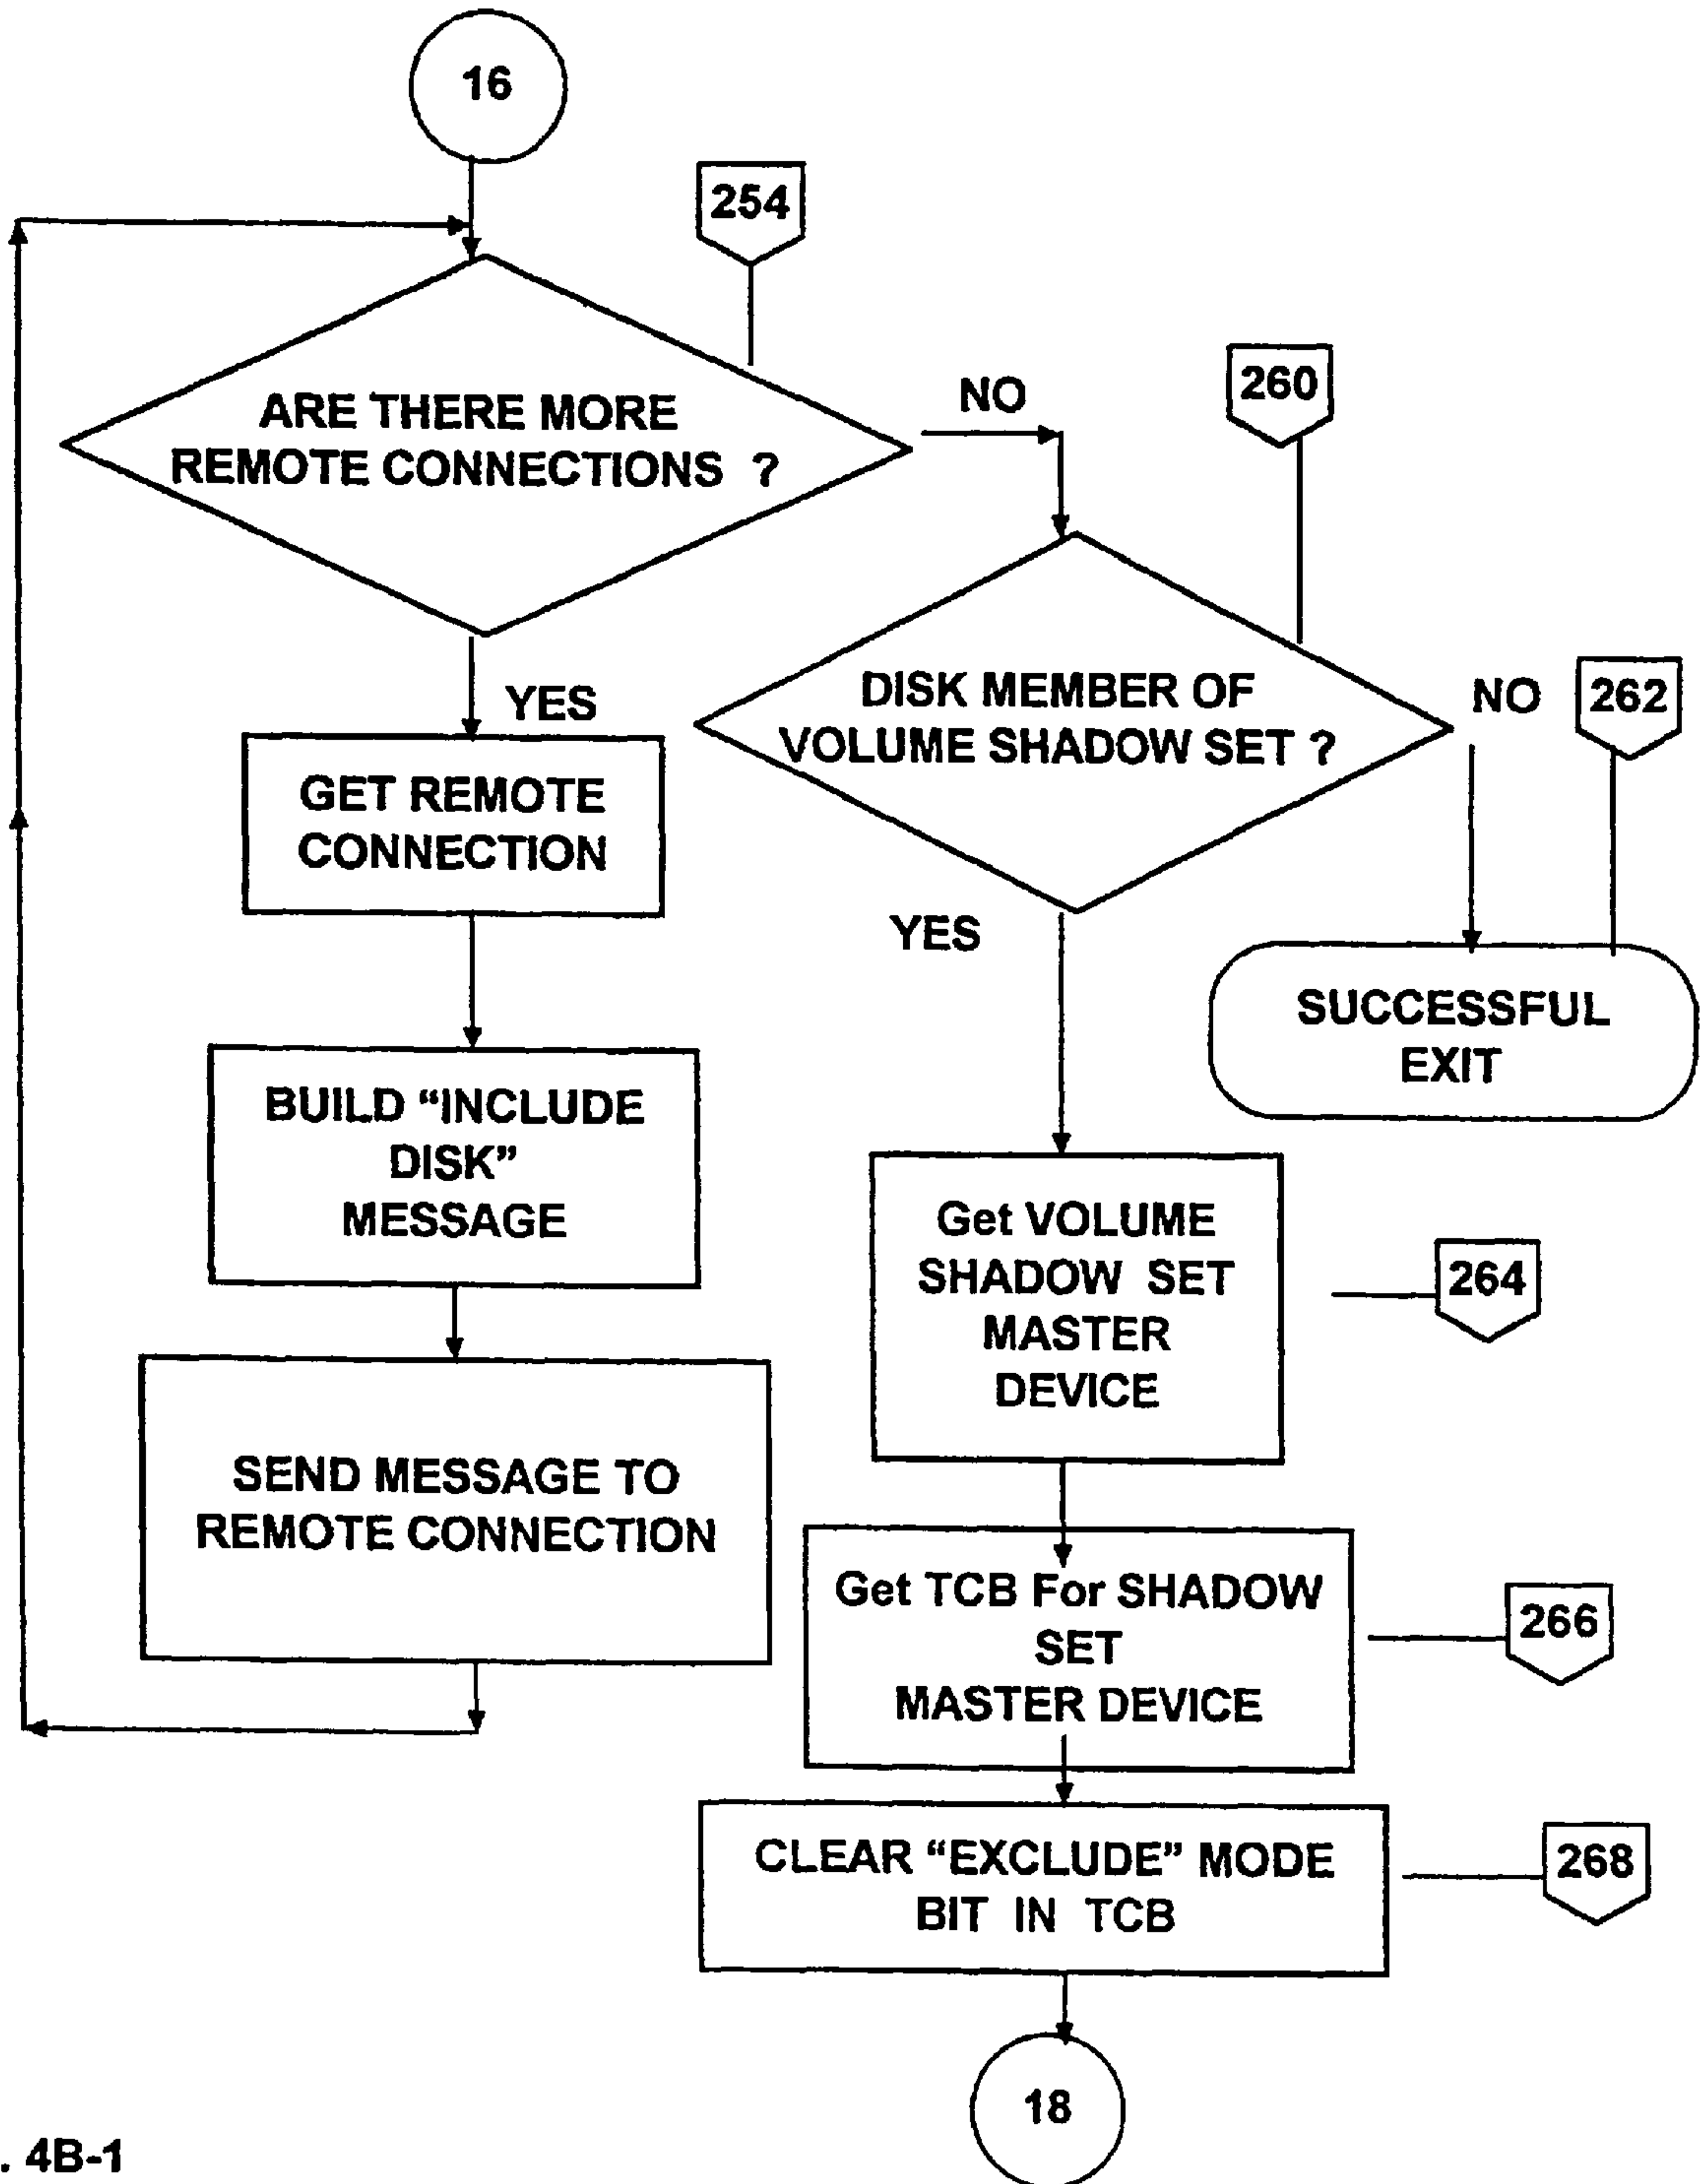 16
254
ARE THERE MORE
REMOTE CONNECTIONS ?
NO
260
YES
DISK MEMBER OF
VOLUME SHADOW SET ?
NO
262
GET REMOTE
CONNECTION
YES
SUCCESSFUL
EXIT
BUILD “INCLUDE
DISK”
MESSAGE
Get VOLUME
SHADOW SET
MASTER
DEVICE
264
SEND MESSAGE TO
REMOTE CONNECTION
Get TCB For SHADOW
SET
MASTER DEVICE
266
CLEAR “EXCLUDE” MODE
BIT IN TCB
268
18
. 4B-1